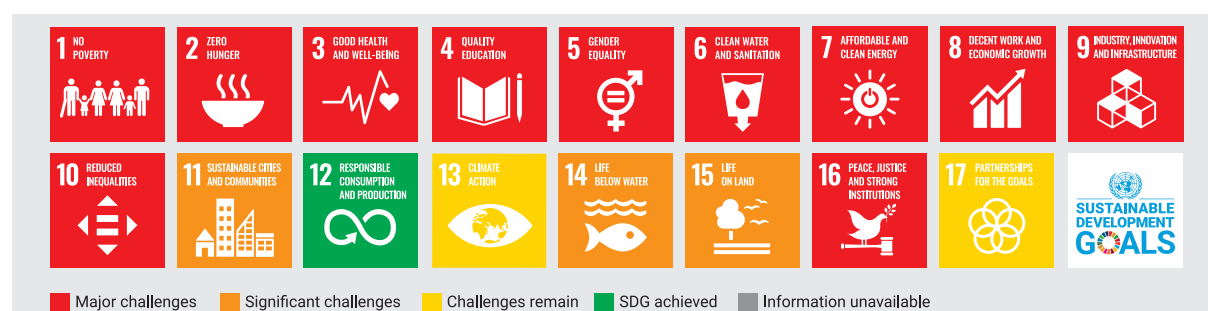 1 NO
POVERTY
2 ZERO
HUNGER
3 GOOD HEALTH
AND WELL-BEING
4 QUALITY
EDUCATION
5 GENDER
EQUALITY
6 CLEAN WATER
AND SANITATION
7 AFFORDABLE AND
CLEAN ENERGY
8 DECENT WORK AND
ECONOMIC GROWTH
9 INDUSTRY, INNOVATION
AND INFRASTRUCTURE
10 REDUCED
INEQUALITIES
11 SUSTAINABLE CITIES
AND COMMUNITIES
12 RESPONSIBLE
CONSUMPTION
AND PRODUCTION
13 CLIMATE
ACTION
14 LIFE
BELOW WATER
15 LIFE
ON LAND
16 PEACE, JUSTICE
AND STRONG
INSTITUTIONS
17 PARTNERSHIPS
FOR THE GOALS
SUSTAINABLE
DEVELOPMENT
GOALS
Major challenges Significant challenges Challenges remain SDG achieved Information unavailable